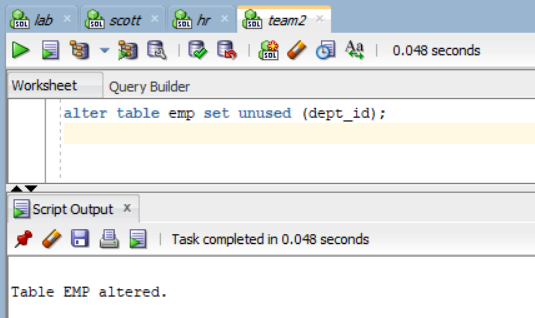 lab scott hr team2
0.048 seconds
Worksheet Query Builder
alter table emp set unused (dept_id);
Script Output x
Task completed in 0.048 seconds
Table EMP altered.